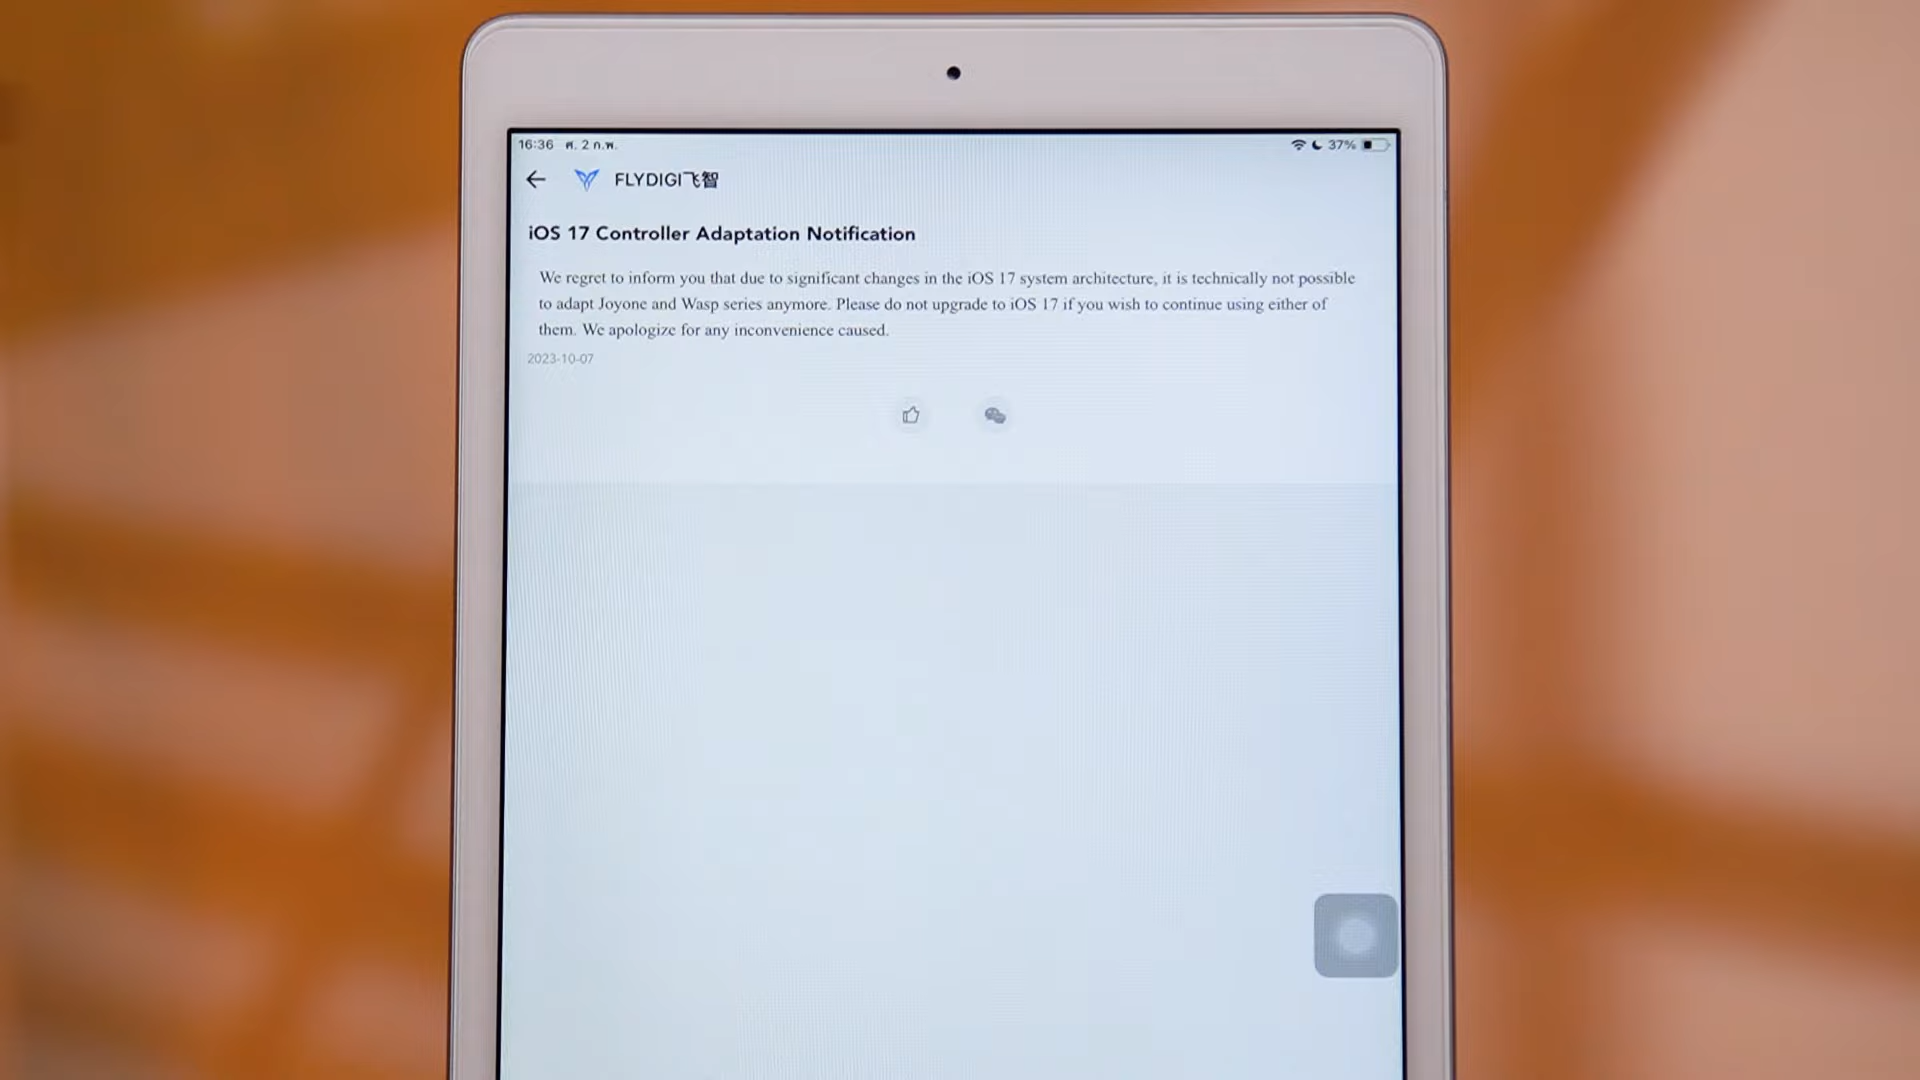 16:36 ศ. 2 ก.พ. 37%
FLYDIGI飞智
iOS 17 Controller Adaptation Notification
We regret to inform you that due to significant changes in the iOS 17 system architecture, it is technically not possible
to adapt Joyone and Wasp series anymore. Please do not upgrade to iOS 17 if you wish to continue using either of
them. We apologize for any inconvenience caused.
2023-10-07